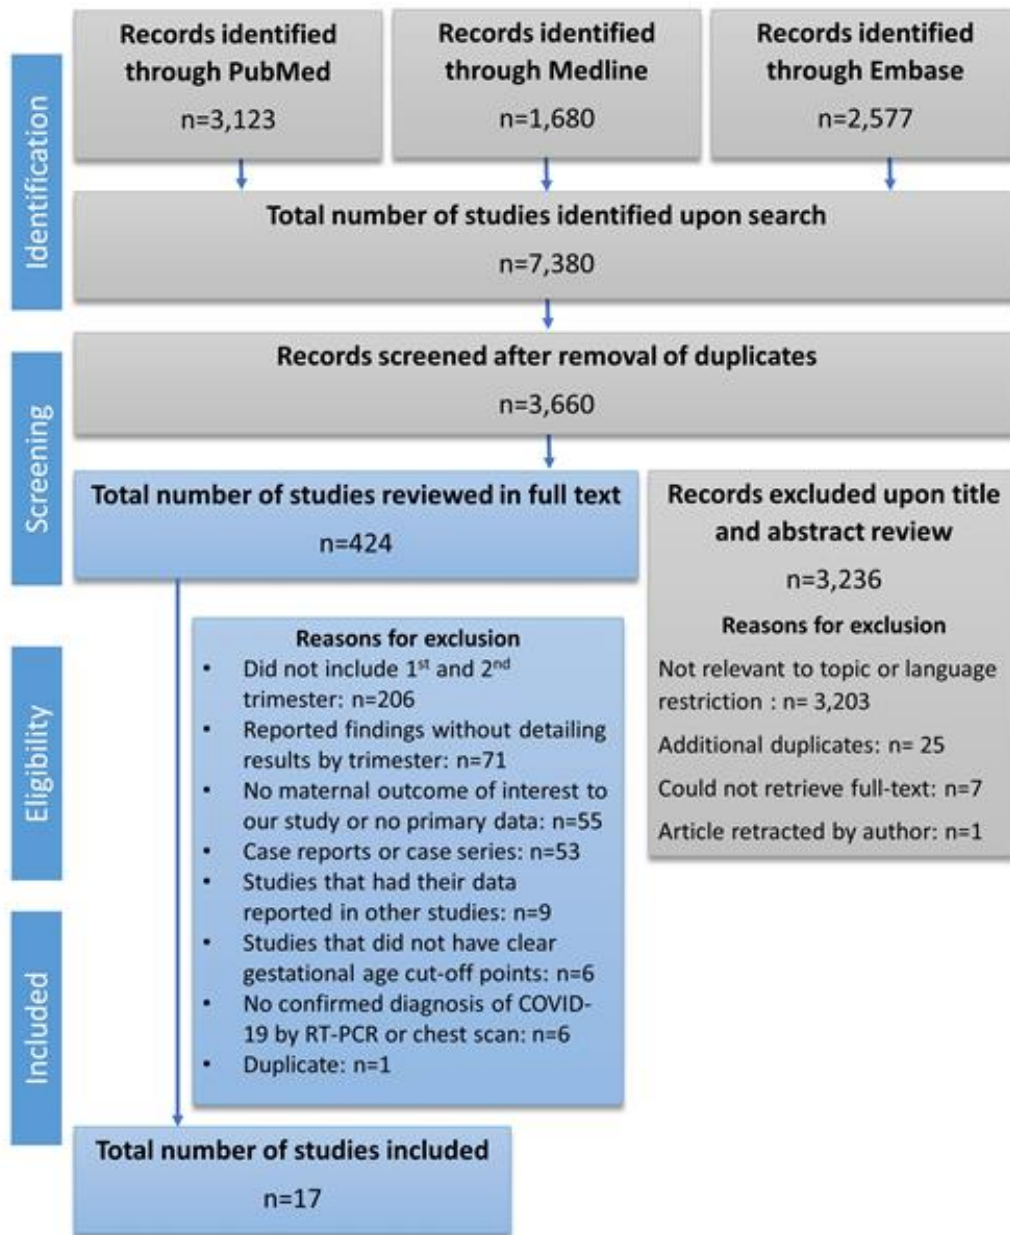 Identification
Records identified
through PubMed
n=3,123
Records identified
through Medline
n=1,680
Records identified
through Embase
n=2,577
Total number of studies identified upon search
n=7,380
Screening
Records screened after removal of duplicates
n=3,660
Total number of studies reviewed in full text
n=424
Records excluded upon title
and abstract review
n=3,236
Reasons for exclusion
Not relevant to topic or language
restriction : n= 3,203
Additional duplicates: n= 25
Could not retrieve full-text: n=7
Article retracted by author: n=1
Eligibility
Reasons for exclusion
• Did not include 1st and 2nd
trimester: n=206
• Reported findings without detailing
results by trimester: n=71
• No maternal outcome of interest to
our study or no primary data: n=55
• Case reports or case series: n=53
• Studies that had their data
reported in other studies: n=9
• Studies that did not have clear
gestational age cut-off points: n=6
• No confirmed diagnosis of COVID-
19 by RT-PCR or chest scan: n=6
• Duplicate: n=1
Included
Total number of studies included
n=17